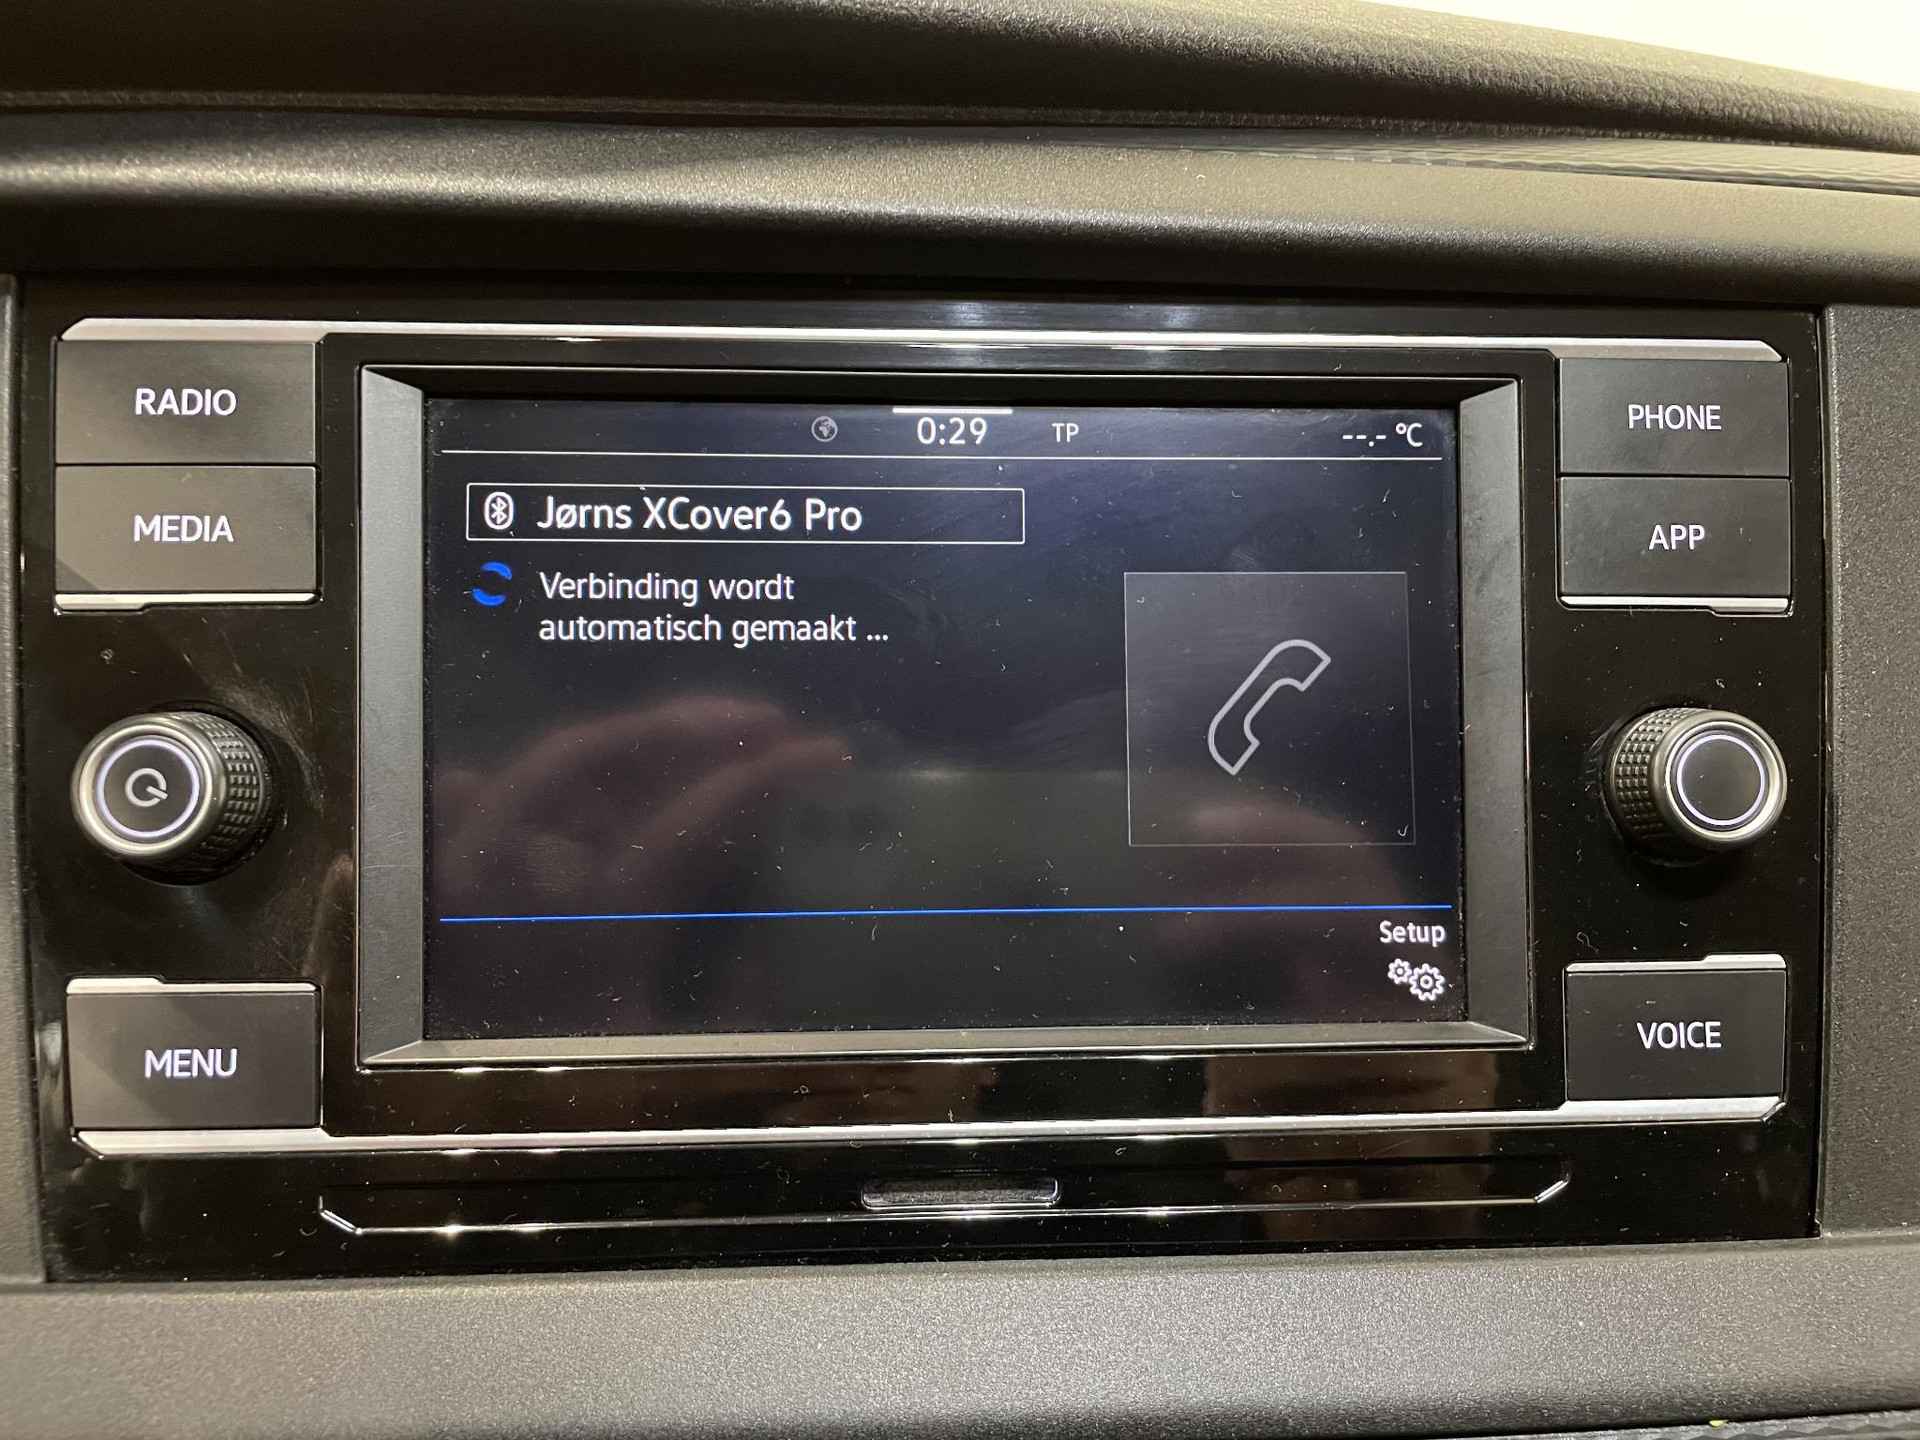 RADIO
MEDIA
MENU
0:29 TP --.- °C
Jørns XCover6 Pro
Verbinding wordt
automatisch gemaakt ...
Setup
PHONE
APP
VOICE